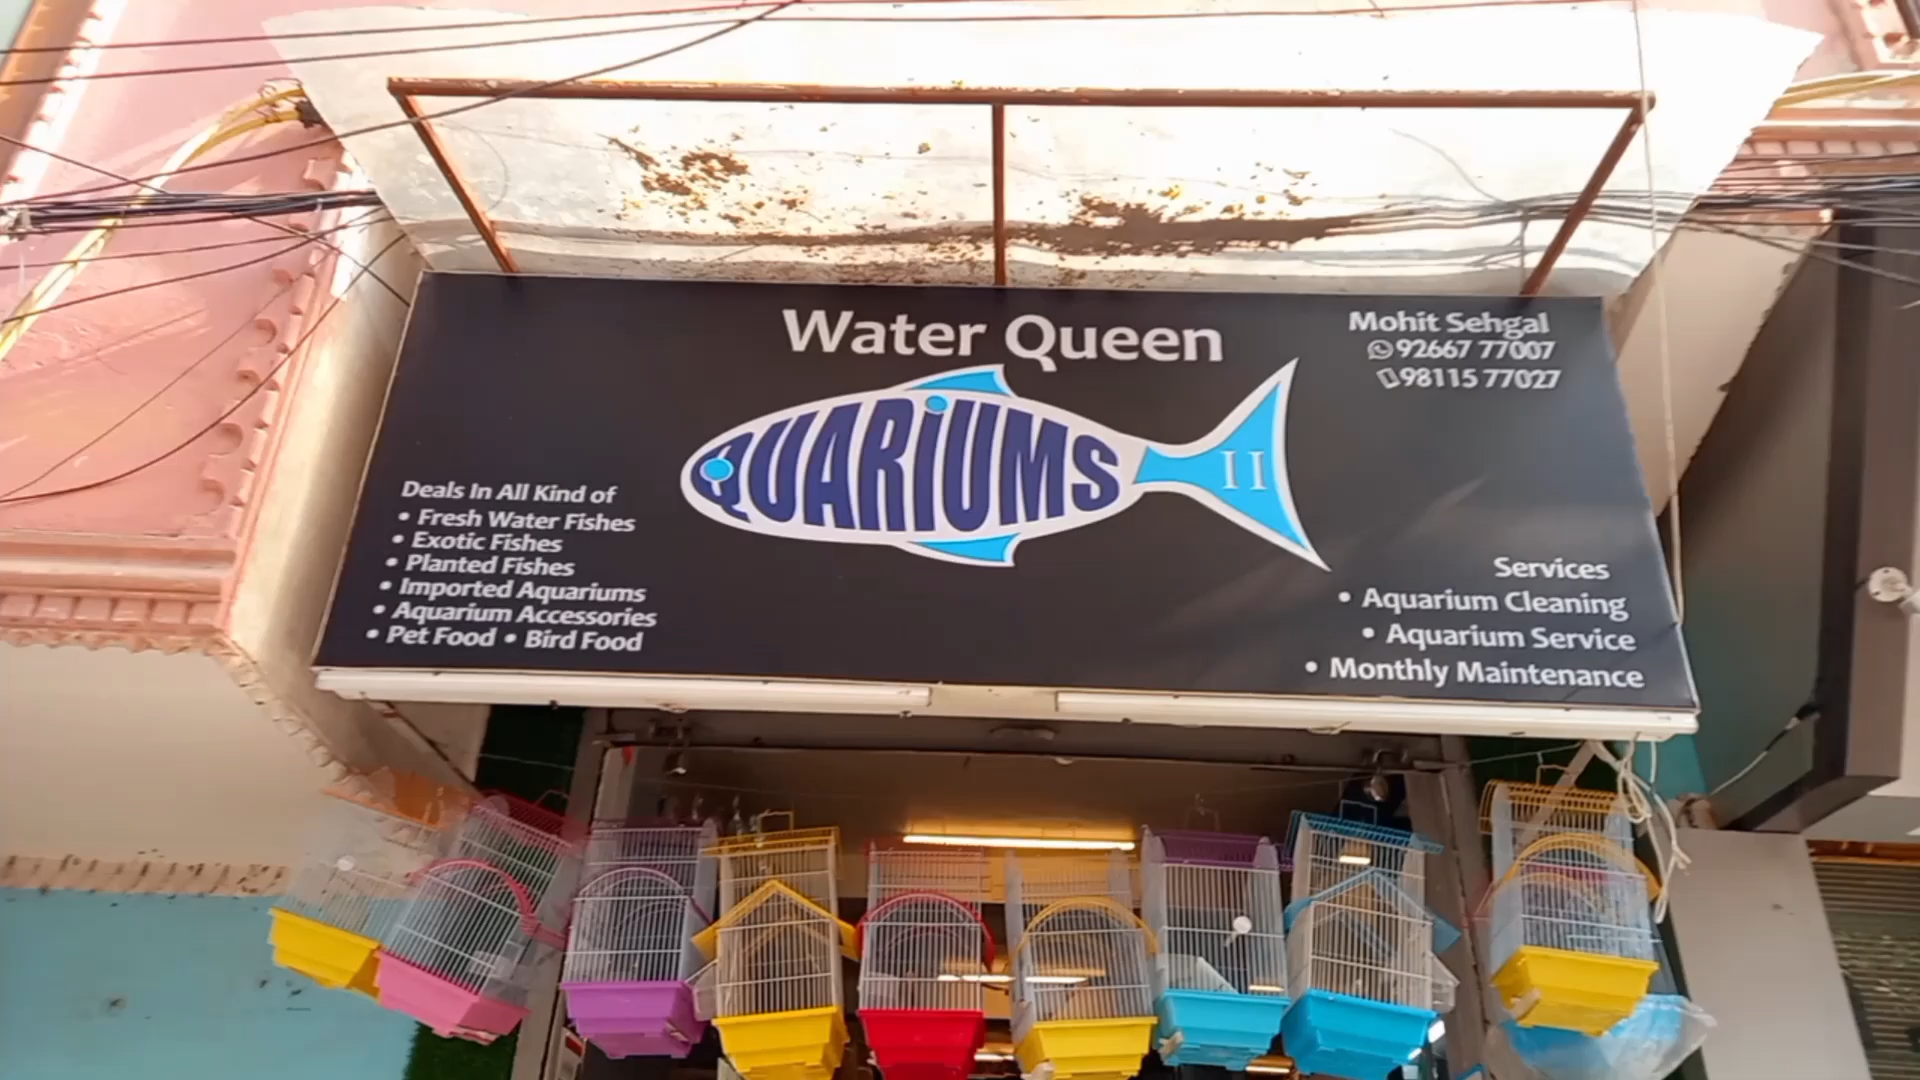 Water Queen
QUARiUMS
II
Mohit Sehgal
92667 77007
98115 77027
Deals In All Kind of
• Fresh Water Fishes
• Exotic Fishes
• Planted Fishes
• Imported Aquariums
• Aquarium Accessories
• Pet Food • Bird Food
Services
• Aquarium Cleaning
• Aquarium Service
• Monthly Maintenance